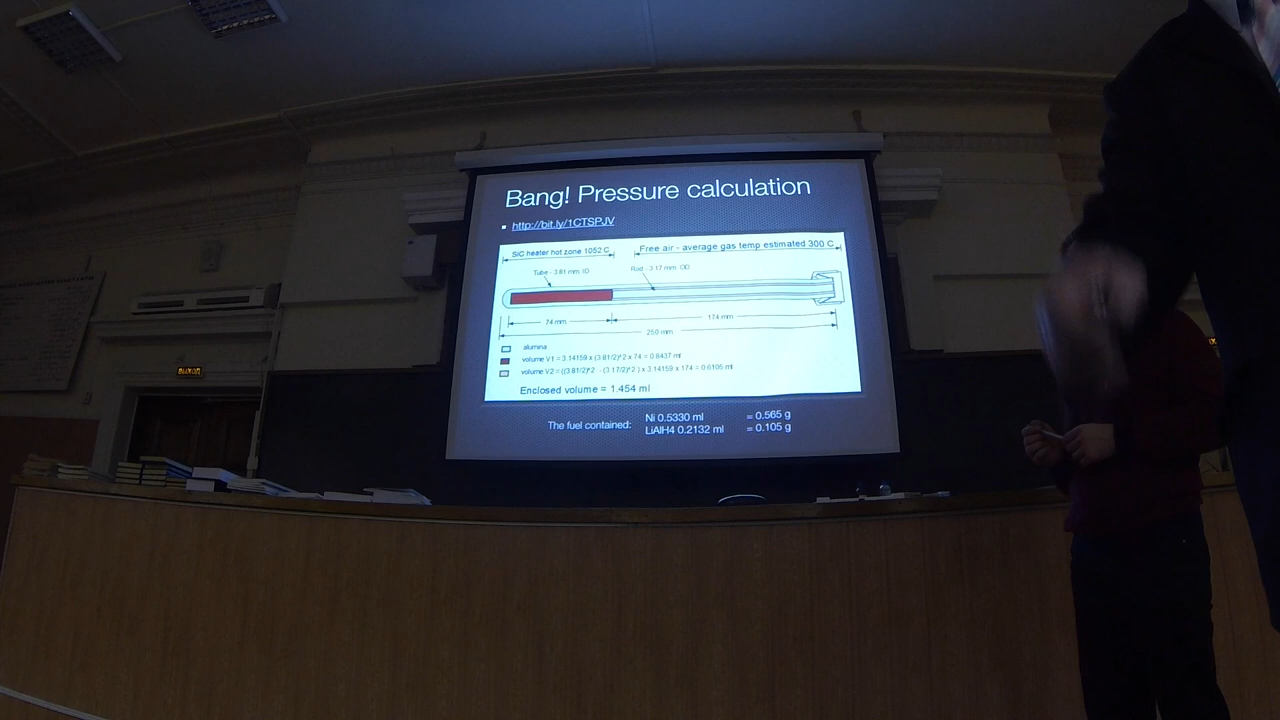 Bang! Pressure calculation
http://bit.ly/1CTSPJV
SiC heater hot zone 1052 C
Free air - average gas temp estimated 300 C
Tube - 3.81 mm ID
Rod - 3.17 mm OD
74 mm
174 mm
250 mm
alumina
volume V1 = 3.14159 x (3.81/2)^2 x 74 = 0.8437 ml
volume V2 = ((3.81/2)^2 - (3.17/2)^2 ) x 3.14159 x 174 = 0.6105 ml
Enclosed volume = 1.454 ml
The fuel contained:
Ni 0.5330 ml = 0.565 g
LiAlH4 0.2132 ml = 0.105 g
ВЫХОД